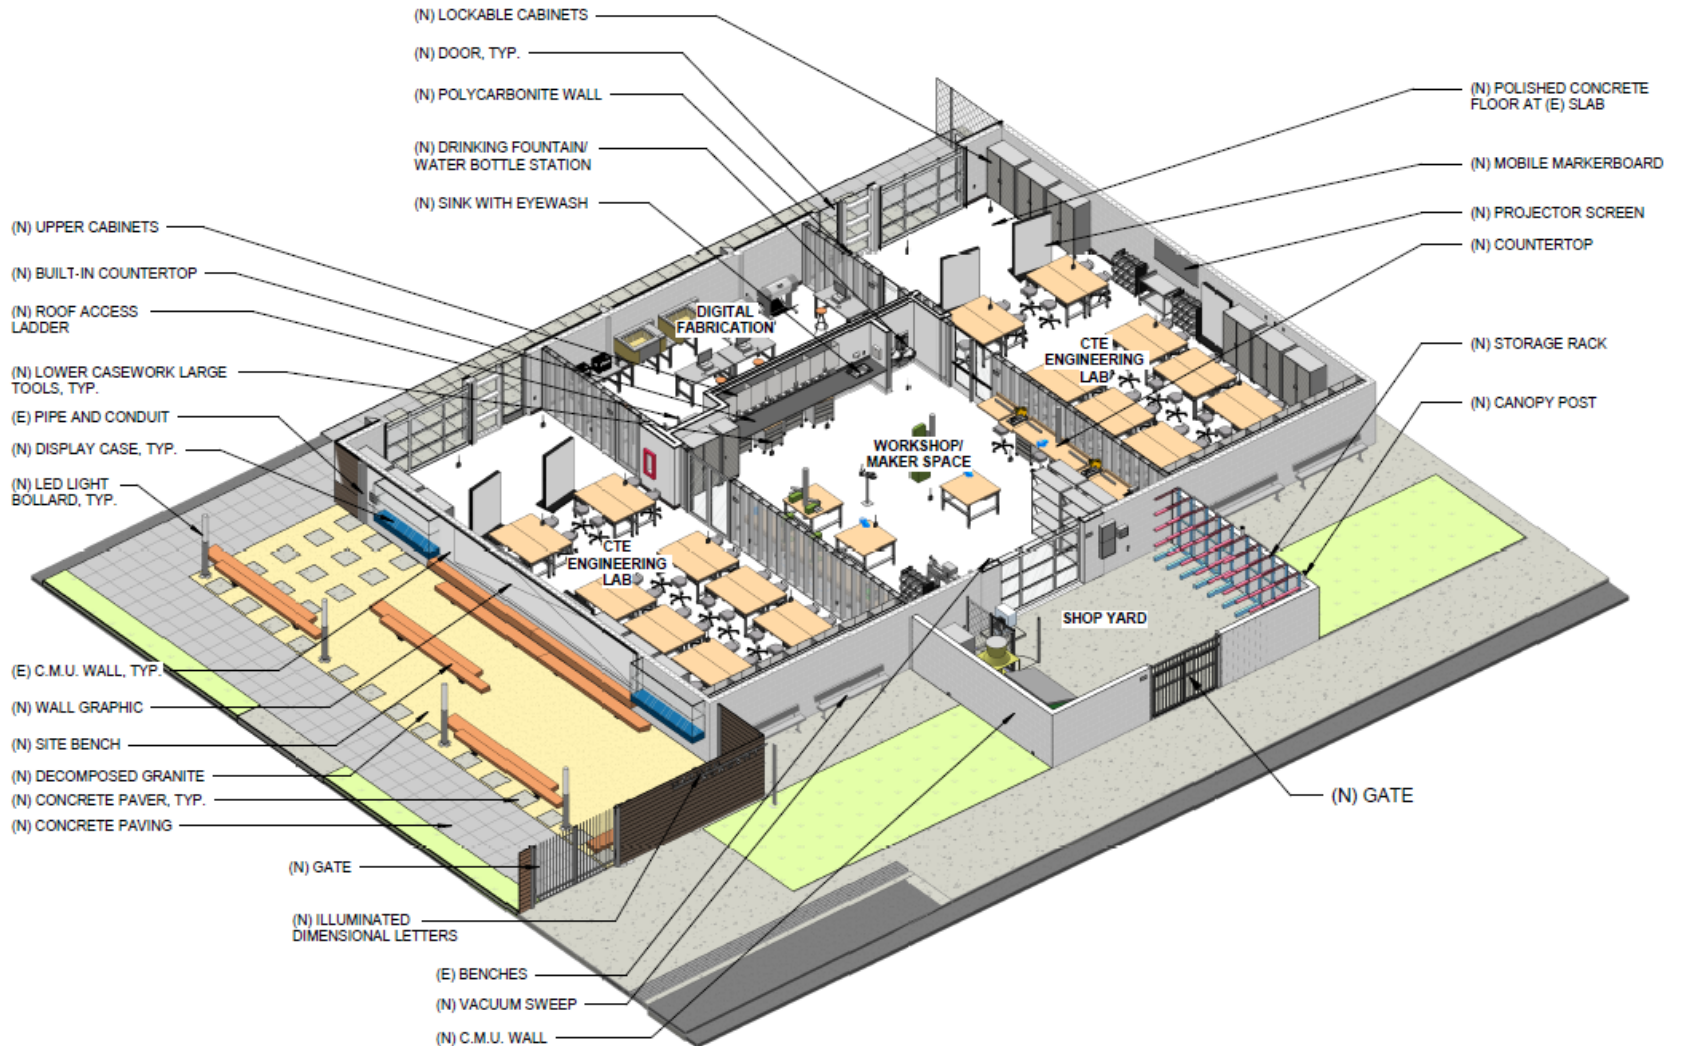 (N) LOCKABLE CABINETS
(N) DOOR, TYP.
(N) POLYCARBONITE WALL
(N) DRINKING FOUNTAIN/
WATER BOTTLE STATION
(N) SINK WITH EYEWASH
(N) UPPER CABINETS
(N) BUILT-IN COUNTERTOP
(N) ROOF ACCESS
LADDER
(N) LOWER CASEWORK LARGE
TOOLS, TYP.
(E) PIPE AND CONDUIT
(N) DISPLAY CASE, TYP.
(N) LED LIGHT
BOLLARD, TYP.
(E) C.M.U. WALL, TYP.
(N) WALL GRAPHIC
(N) SITE BENCH
(N) DECOMPOSED GRANITE
(N) CONCRETE PAVER, TYP.
(N) CONCRETE PAVING
(N) GATE
(N) ILLUMINATED
DIMENSIONAL LETTERS
(E) BENCHES
(N) VACUUM SWEEP
(N) C.M.U. WALL
DIGITAL
FABRICATION
CTE
ENGINEERING
LAB
WORKSHOP/
MAKER SPACE
CTE
ENGINEERING
LAB
SHOP YARD
(N) POLISHED CONCRETE
FLOOR AT (E) SLAB
(N) MOBILE MARKERBOARD
(N) PROJECTOR SCREEN
(N) COUNTERTOP
(N) STORAGE RACK
(N) CANOPY POST
(N) GATE